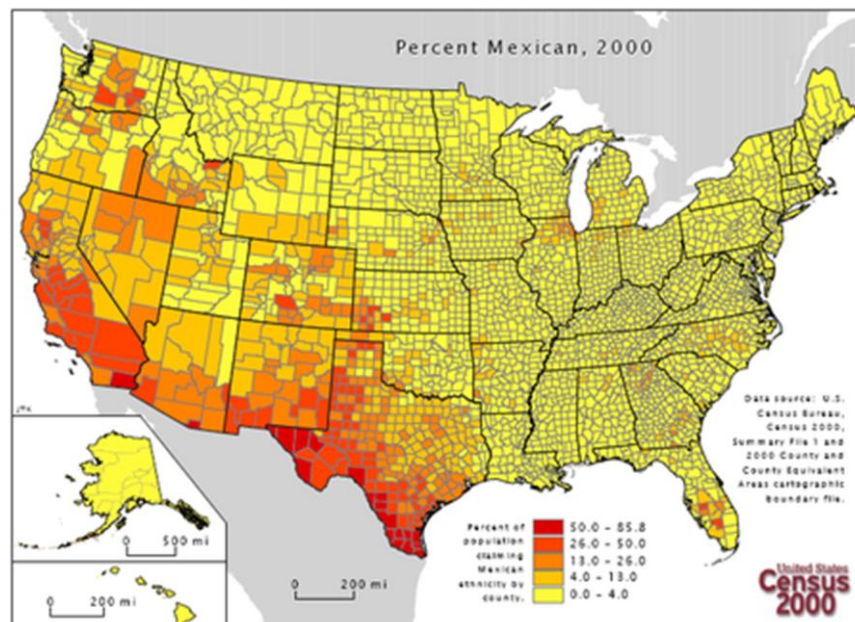 Percent Mexican, 2000
Data source: U.S.
Census Bureau,
Census 2000,
Summary File 1 and
2000 County and
County Equivalent
Areas cartographic
boundary file.
JTK
0 500 mi
0 200 mi
0 200 mi
Percent of
population
claiming
Mexican
ethnicity by
county.
50.0 - 85.8
26.0 - 50.0
13.0 - 26.0
4.0 - 13.0
0.0 - 4.0
United States
Census
2000